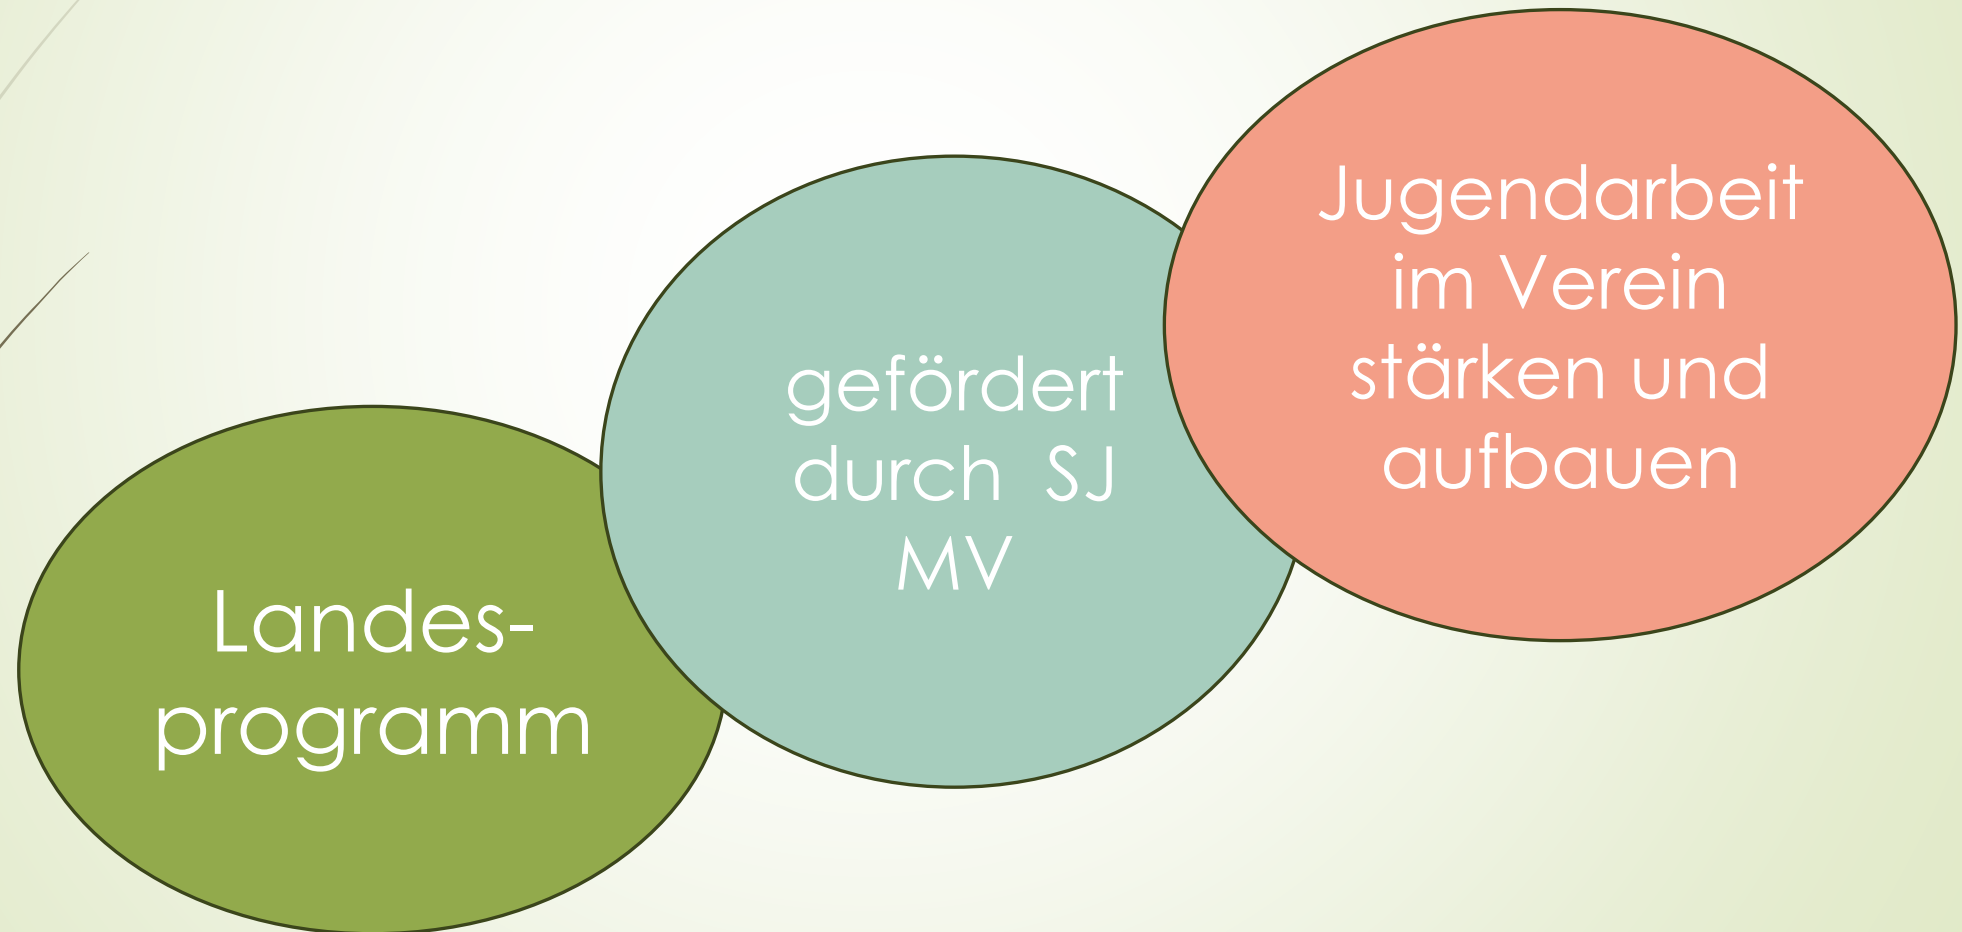 Landes-
programm
gefördert
durch  SJ
MV
Jugendarbeit
im Verein
stärken und
aufbauen